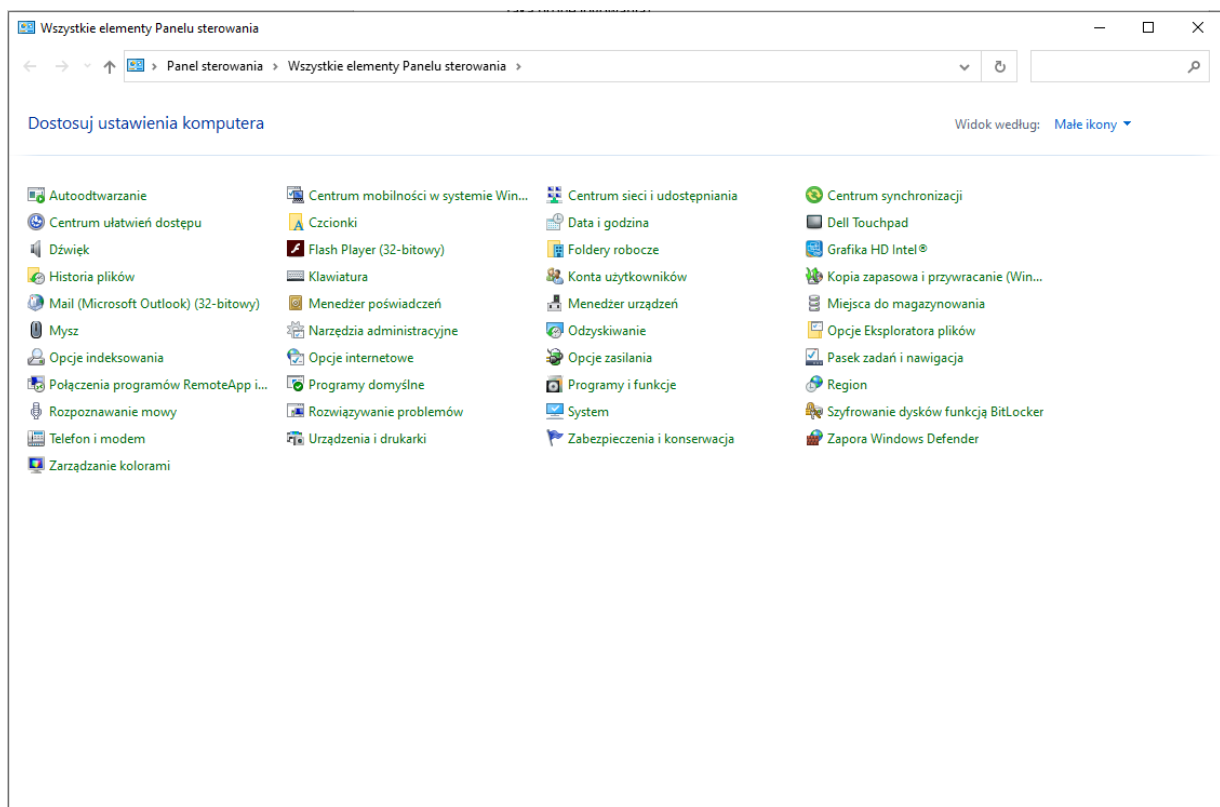 Wszystkie elementy Panelu sterowania
Panel sterowania Wszystkie elementy Panelu sterowania
Dostosuj ustawienia komputera
Widok według: Małe ikony
Autoodtwarzanie Centrum mobilności w systemie Win... Centrum sieci i udostępniania Centrum synchronizacji
Centrum ułatwień dostępu Czcionki Data i godzina Dell Touchpad
Dźwięk Flash Player (32-bitowy) Foldery robocze Grafika HD Intel®
Historia plików Klawiatura Konta użytkowników Kopia zapasowa i przywracanie (Win...
Mail (Microsoft Outlook) (32-bitowy) Menedżer poświadczeń Menedżer urządzeń Miejsca do magazynowania
Mysz Narzędzia administracyjne Odzyskiwanie Opcje Eksploratora plików
Opcje indeksowania Opcje internetowe Opcje zasilania Pasek zadań i nawigacja
Połączenia programów RemoteApp i... Programy domyślne Programy i funkcje Region
Rozpoznawanie mowy Rozwiązywanie problemów System Szyfrowanie dysków funkcją BitLocker
Telefon i modem Urządzenia i drukarki Zabezpieczenia i konserwacja Zapora Windows Defender
Zarządzanie kolorami